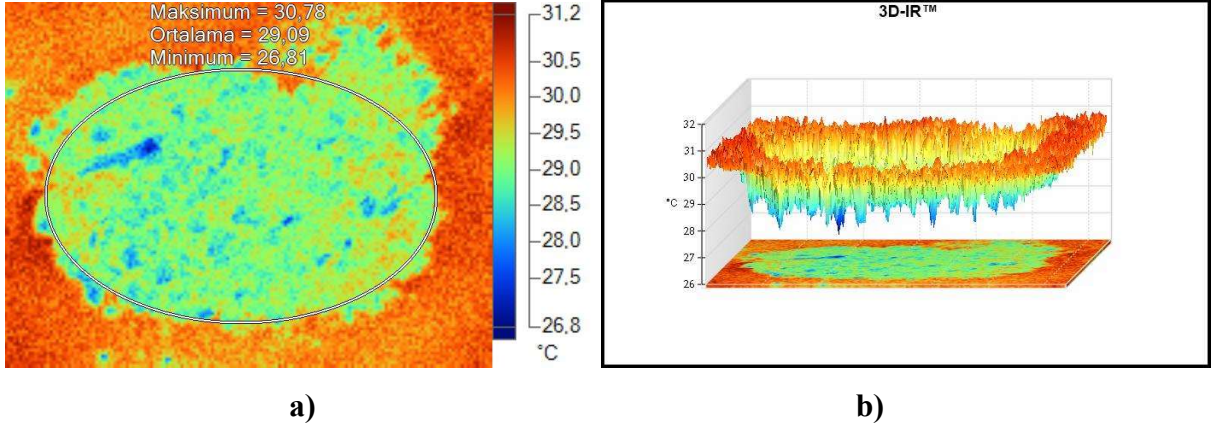 Maksimum = 30,78
Ortalama = 29,09
Minimum = 26,81
31,2
30,5
30,0
29,5
29,0
28,5
28,0
27,5
26,8
°C
3D-IR™
32
31
30
°C
29
28
27
26
a)
b)